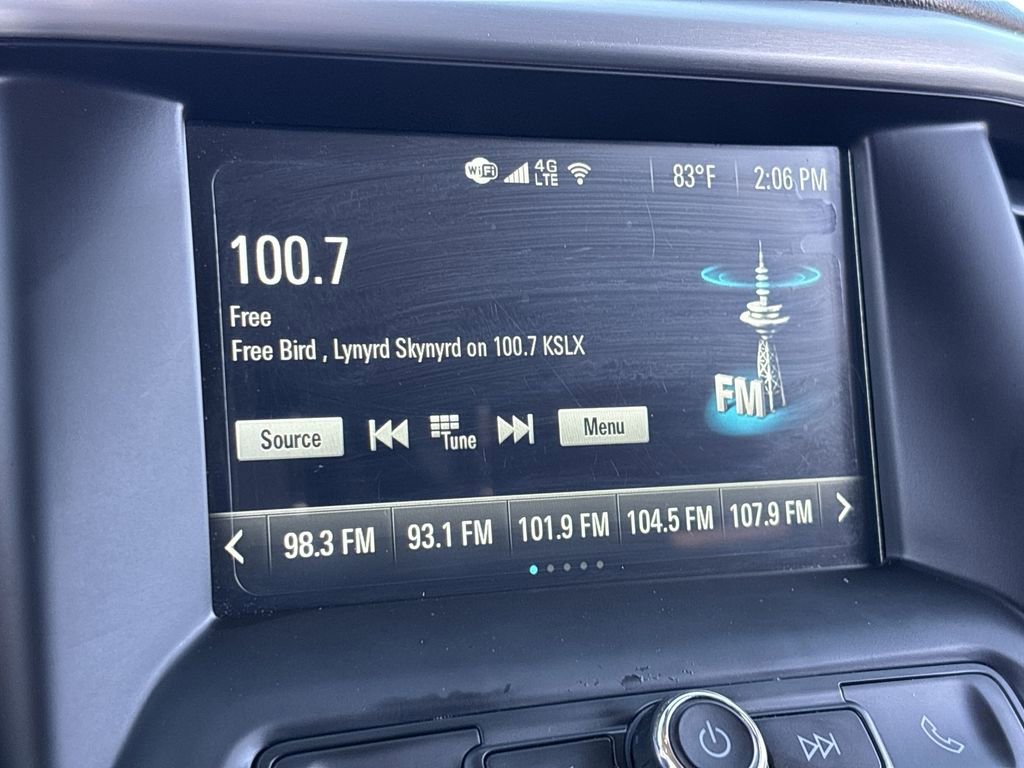 WiFi 4G LTE 83°F 2:06 PM
100.7
Free
Free Bird , Lynyrd Skynyrd on 100.7 KSLX
FM
Source Tune Menu
98.3 FM 93.1 FM 101.9 FM 104.5 FM 107.9 FM